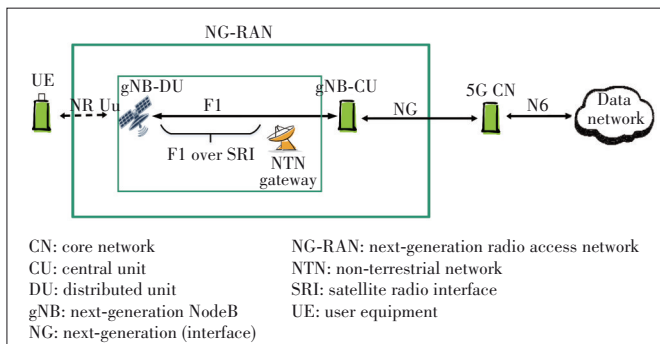 NG-RAN
UE
gNB-DU
gNB-CU
5G CN
NR Uu
F1
NG
N6
Data
network
F1 over SRI
NTN
gateway
CN: core network
CU: central unit
DU: distributed unit
gNB: next-generation NodeB
NG: next-generation (interface)
NG-RAN: next-generation radio access network
NTN: non-terrestrial network
SRI: satellite radio interface
UE: user equipment